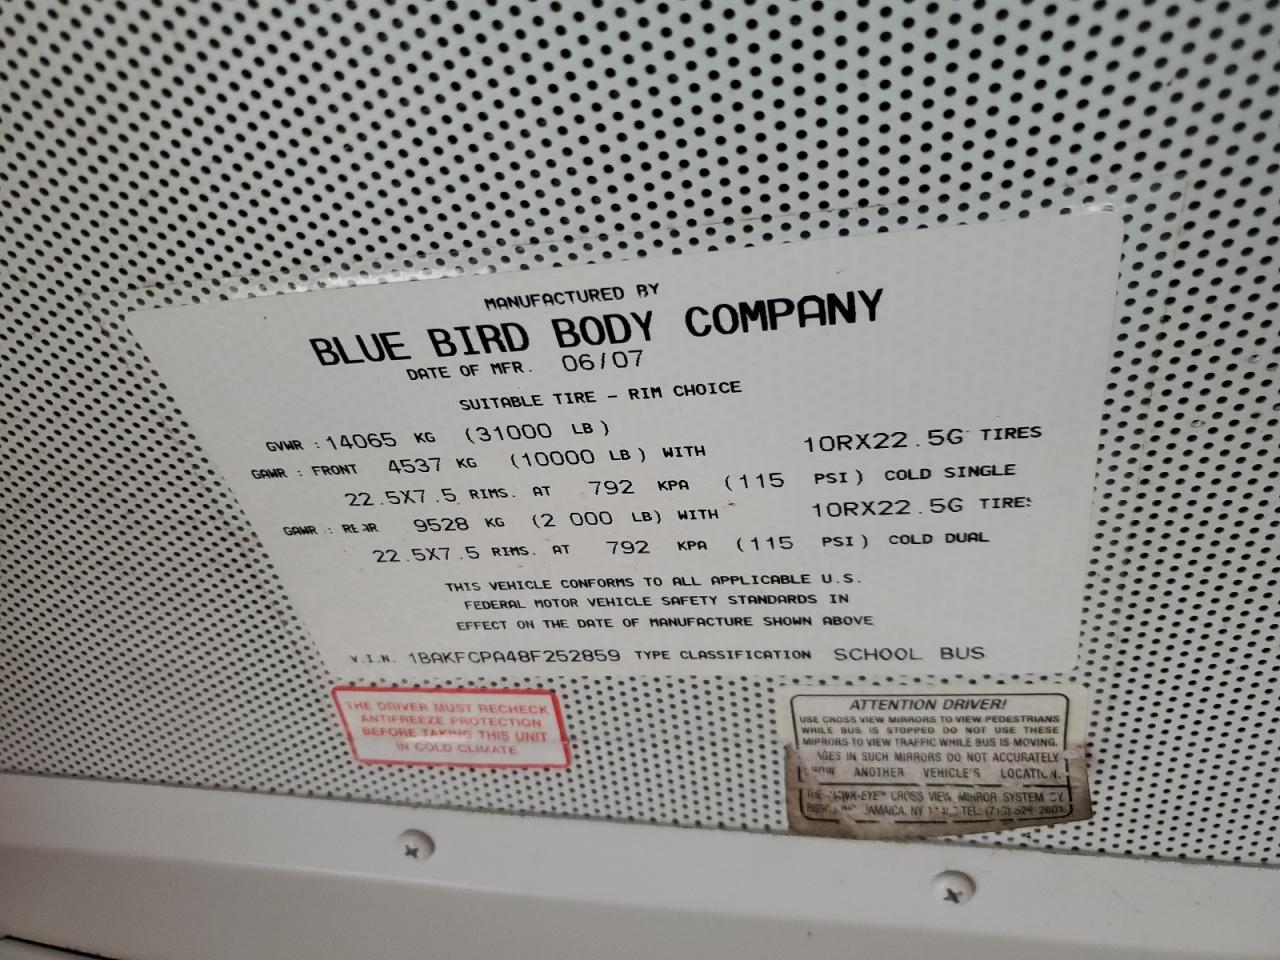 MANUFACTURED BY
BLUE BIRD BODY COMPANY
DATE OF MFR. 06/07
SUITABLE TIRE - RIM CHOICE
GVWR : 14065 KG (31000 LB)
GAWR : FRONT 4537 KG (10000 LB) WITH 10RX22.5G TIRES
22.5X7.5 RIMS. AT 792 KPA (115 PSI) COLD SINGLE
GAWR : REAR 9528 KG (2 000 LB) WITH 10RX22.5G TIRES
22.5X7.5 RIMS. AT 792 KPA (115 PSI) COLD DUAL
THIS VEHICLE CONFORMS TO ALL APPLICABLE U.S.
FEDERAL MOTOR VEHICLE SAFETY STANDARDS IN
EFFECT ON THE DATE OF MANUFACTURE SHOWN ABOVE
V.I.N. 1BAKFCPA48F252859 TYPE CLASSIFICATION SCHOOL BUS
THE DRIVER MUST RECHECK
ANTIFREEZE PROTECTION
BEFORE TAKING THIS UNIT
IN COLD CLIMATE
ATTENTION DRIVER!
USE CROSS VIEW MIRRORS TO VIEW PEDESTRIANS
WHILE BUS IS STOPPED DO NOT USE THESE
MIRRORS TO VIEW TRAFFIC WHILE BUS IS MOVING.
IN SUCH MIRRORS DO NOT ACCURATELY
ANOTHER VEHICLE'S LOCATION.
THE CROSS VIEW MIRROR SYSTEM BY
JAMAICA, NY TEL: